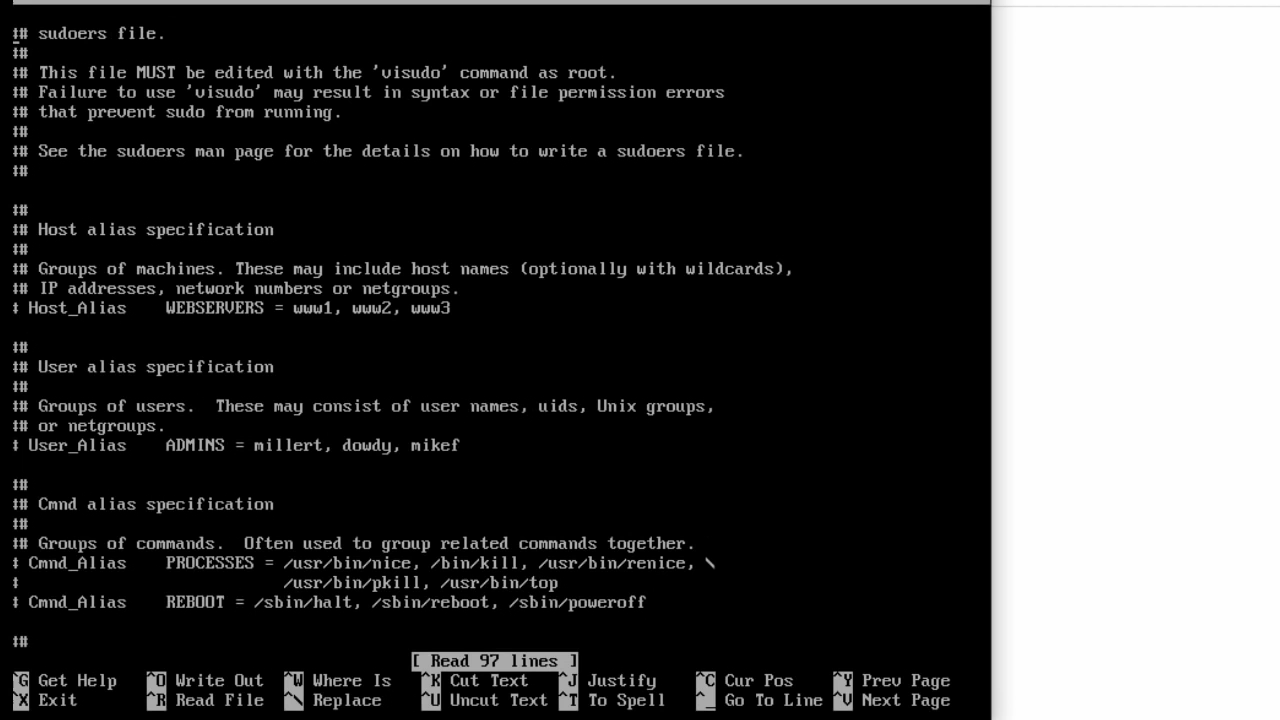 ## sudoers file.
##
## This file MUST be edited with the 'visudo' command as root.
## Failure to use 'visudo' may result in syntax or file permission errors
## that prevent sudo from running.
##
## See the sudoers man page for the details on how to write a sudoers file.
##
##
## Host alias specification
##
## Groups of machines. These may include host names (optionally with wildcards),
## IP addresses, network numbers or netgroups.
# Host_Alias    WEBSERVERS = www1, www2, www3
##
## User alias specification
##
## Groups of users.  These may consist of user names, uids, Unix groups,
## or netgroups.
# User_Alias    ADMINS = millert, dowdy, mikef
##
## Cmnd alias specification
##
## Groups of commands.  Often used to group related commands together.
# Cmnd_Alias    PROCESSES = /usr/bin/nice, /bin/kill, /usr/bin/renice, \
#                           /usr/bin/pkill, /usr/bin/top
# Cmnd_Alias    REBOOT = /sbin/halt, /sbin/reboot, /sbin/poweroff
##
[ Read 97 lines ]
^G Get Help   ^O Write Out  ^W Where Is   ^K Cut Text   ^J Justify    ^C Cur Pos    ^Y Prev Page
^X Exit       ^R Read File  ^\ Replace    ^U Uncut Text ^T To Spell   ^_ Go To Line ^V Next Page